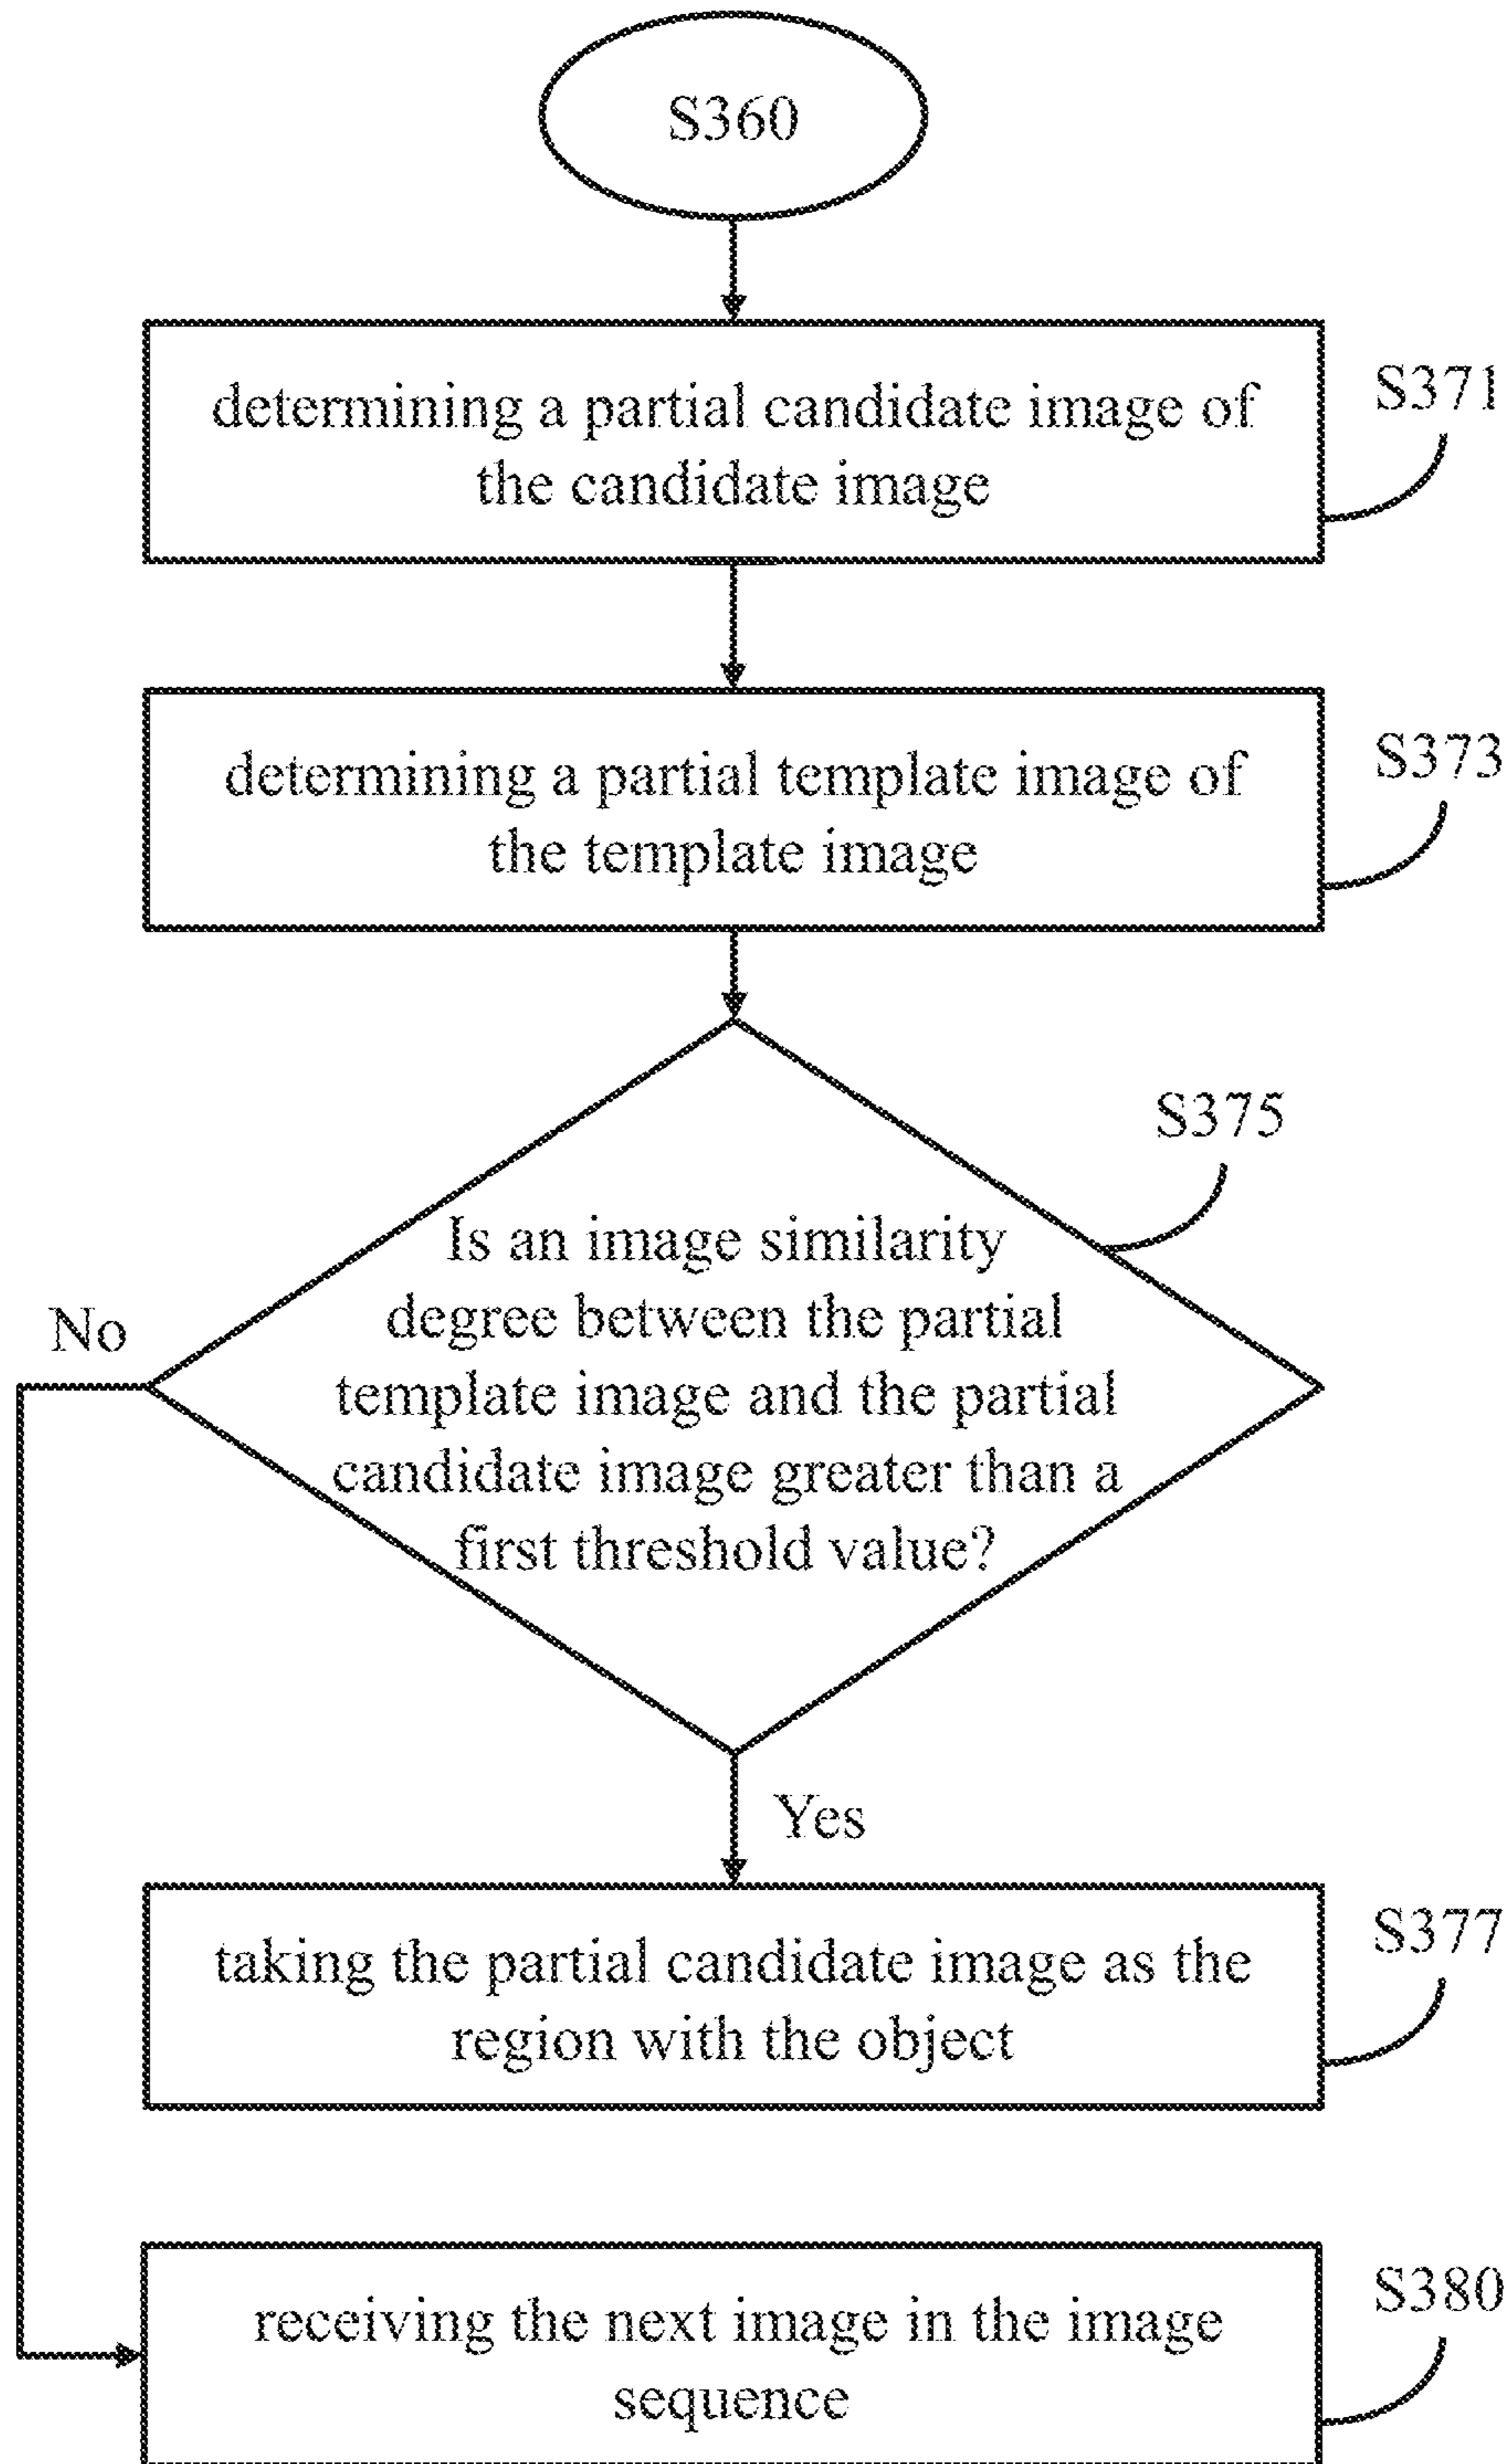 S360
determining a partial candidate image of
the candidate image
S371
determining a partial template image of
the template image
S373
S375
Is an image similarity
degree between the partial
template image and the partial
candidate image greater than a
first threshold value?
No
Yes
taking the partial candidate image as the
region with the object
S377
receiving the next image in the image
sequence
S380